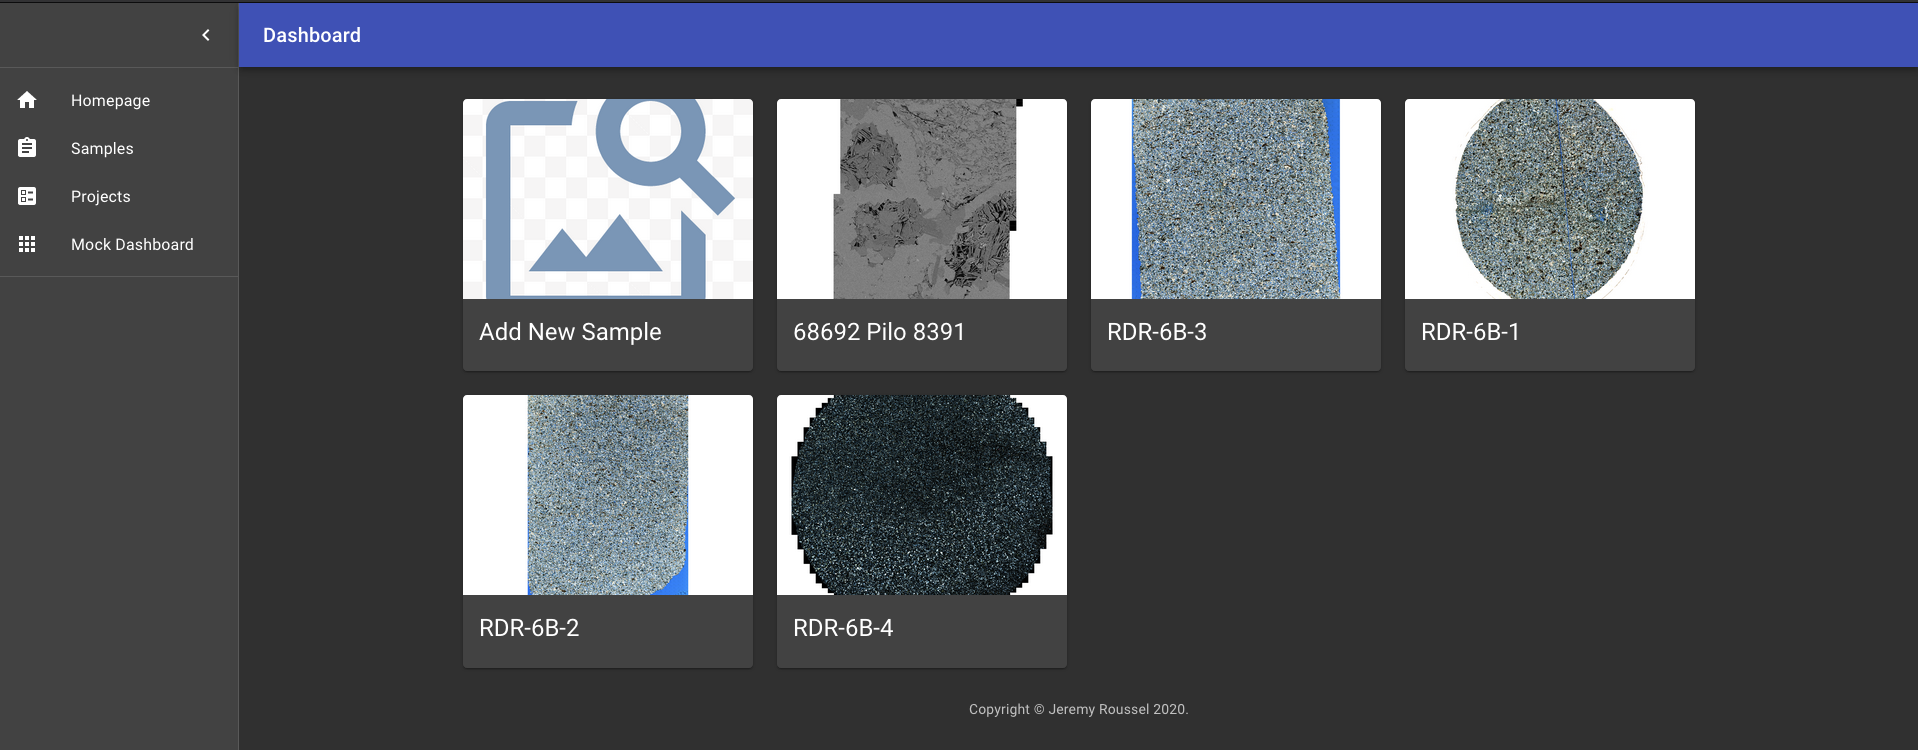 Dashboard
Homepage
Samples
Projects
Mock Dashboard
Add New Sample
68692 Pilo 8391
RDR-6B-3
RDR-6B-1
RDR-6B-2
RDR-6B-4
Copyright © Jeremy Roussel 2020.